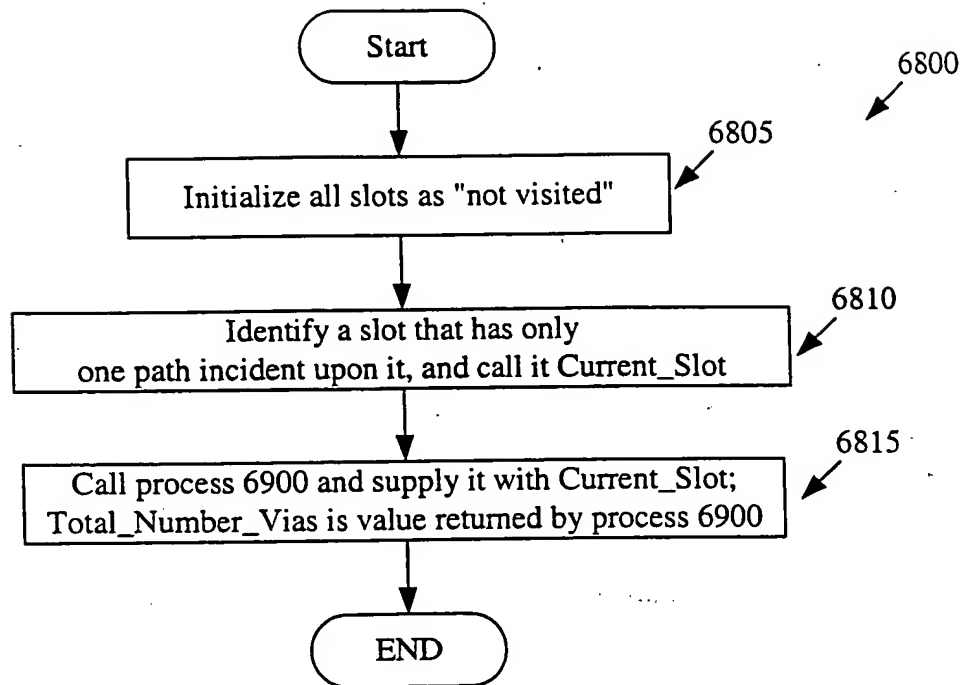 Start
6800
6805
Initialize all slots as "not visited"
6810
Identify a slot that has only
one path incident upon it, and call it Current_Slot
6815
Call process 6900 and supply it with Current_Slot;
Total_Number_Vias is value returned by process 6900
END